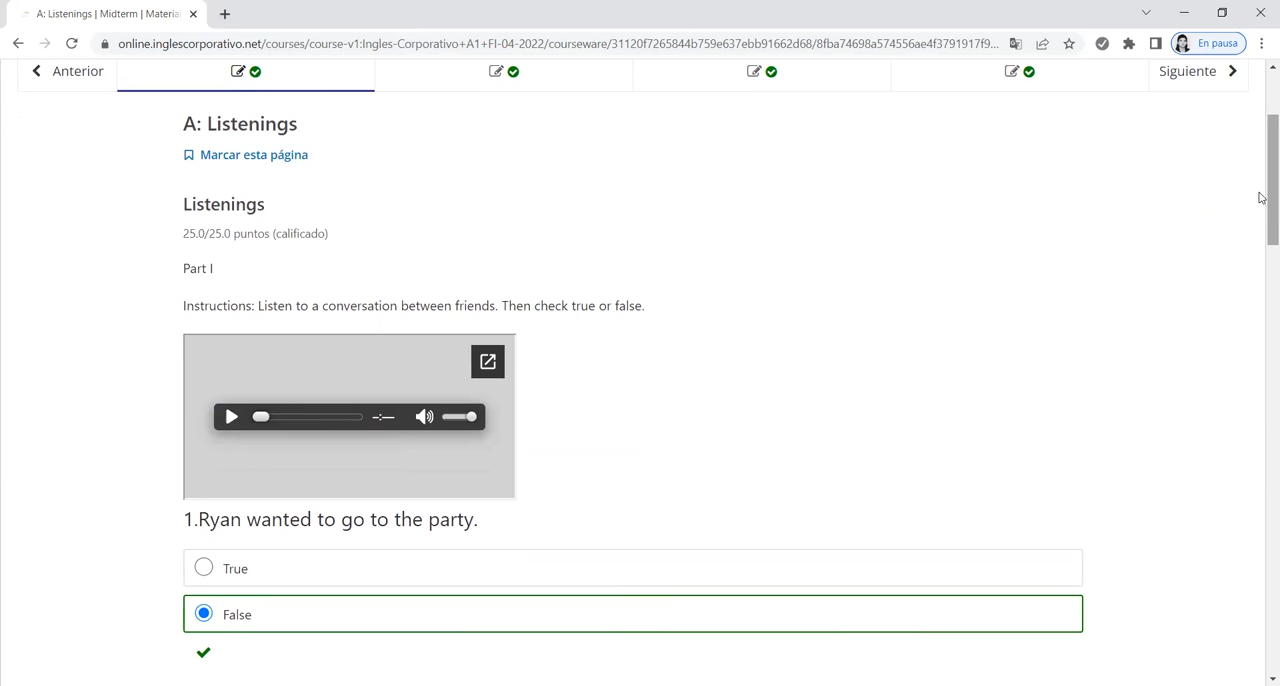 A: Listenings | Midterm | Material
online.inglescorporativo.net/courses/course-v1:Ingles-Corporativo+A1+FI-04-2022/courseware/31120f7265844b759e637ebb91662d68/8fba74698a574556ae4f3791917f9...
En pausa
Anterior
Siguiente
A: Listenings
Marcar esta página
Listenings
25.0/25.0 puntos (calificado)
Part I
Instructions: Listen to a conversation between friends. Then check true or false.
-:--
1.Ryan wanted to go to the party.
True
False